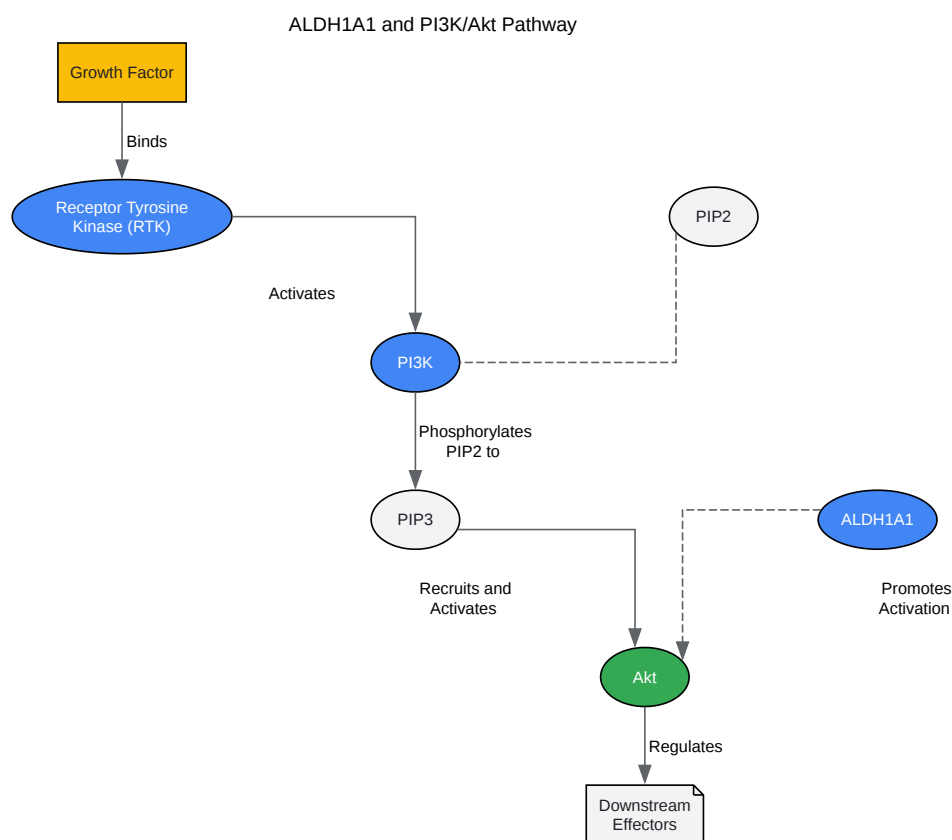 ALDH1A1 and PI3K/Akt Pathway
Growth Factor
Binds
Receptor Tyrosine
Kinase (RTK)
PIP2
Activates
PI3K
Phosphorylates
PIP2 to
PIP3
ALDH1A1
Recruits and
Activates
Promotes
Activation
Akt
Regulates
Downstream
Effectors